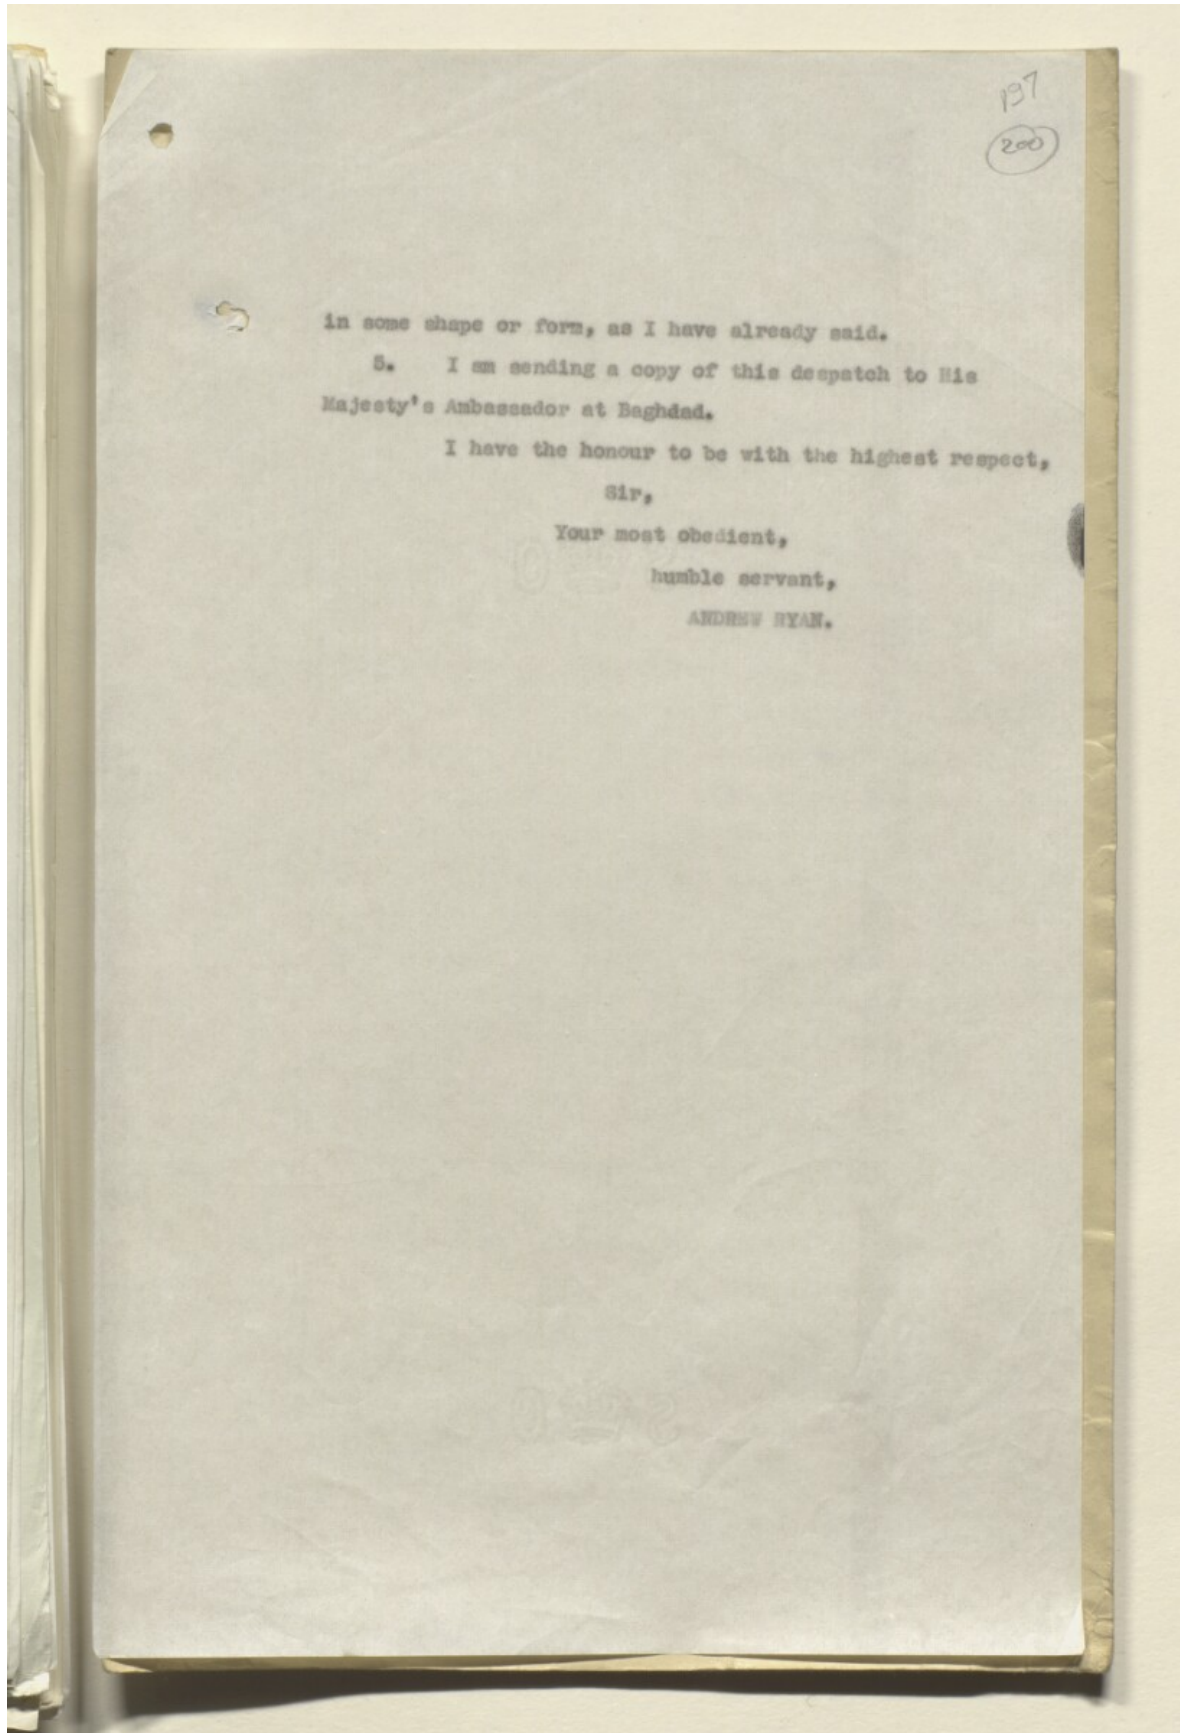 197
200
in some shape or form, as I have already said.
5. I am sending a copy of this despatch to His
Majesty's Ambassador at Baghdad.
I have the honour to be with the highest respect,
Sir,
Your most obedient,
humble servant,
ANDREW RYAN.